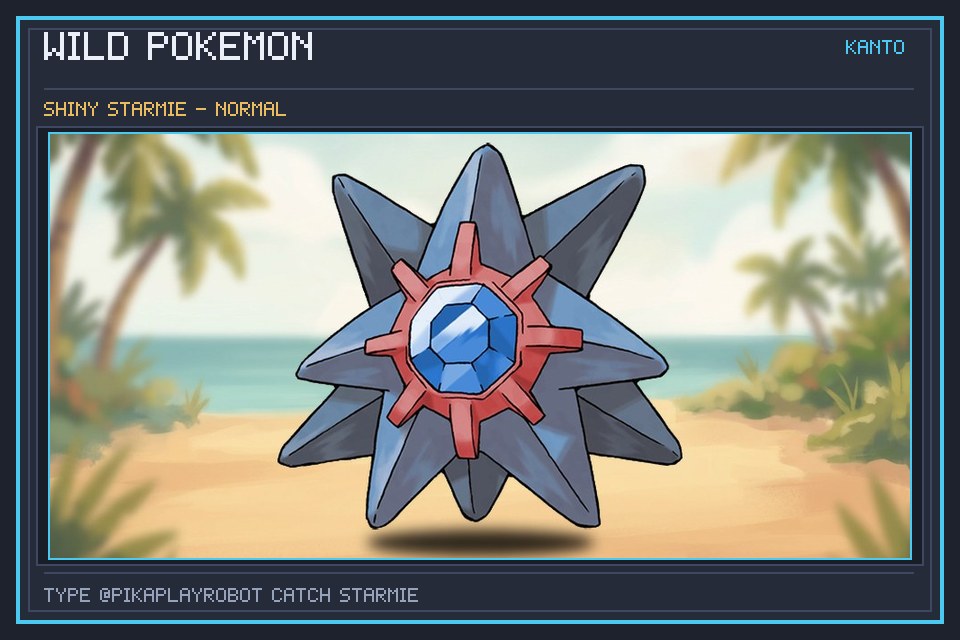 WILD POKEMON
KANTO
SHINY STARMIE - NORMAL
TYPE @PIKAPLAYROBOT CATCH STARMIE